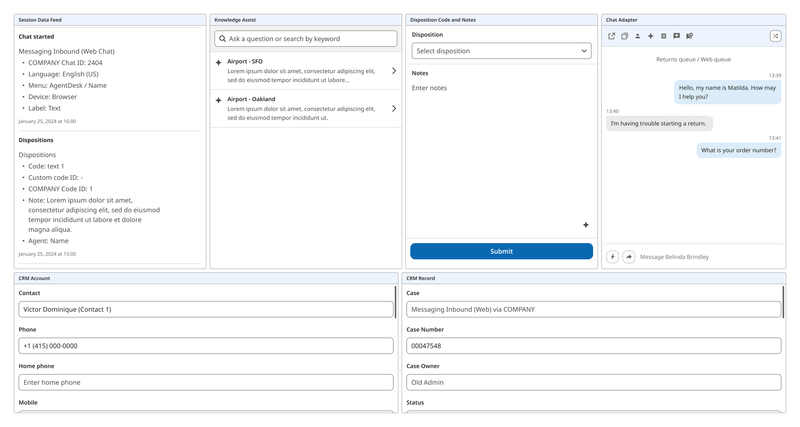 Session Data Feed
Chat started
Messaging Inbound (Web Chat)
• COMPANY Chat ID: 2404
• Language: English (US)
• Menu: AgentDesk / Name
• Device: Browser
• Label: Text
January 25, 2024 at 16:00
Dispositions
Dispositions
• Code: text 1
• Custom code ID: -
• COMPANY Code ID: 1
• Note: Lorem ipsum dolor sit amet,
consectetur adipiscing elit, sed do eiusmod
tempor incididunt ut labore et dolore
magna aliqua.
• Agent: Name
January 25, 2024 at 15:00
Knowledge Assist
Ask a question or search by keyword
Airport - SFO
Lorem ipsum dolor sit amet, consectetur adipiscing elit,
sed do eiusmod tempor incididunt ut labore...
Airport - Oakland
Lorem ipsum dolor sit amet, consectetur adipiscing elit,
sed do eiusmod tempor incididunt ut.
Disposition Code and Notes
Disposition
Select disposition
Notes
Enter notes
Submit
Chat Adapter
Returns queue / Web queue
13:39
Hello, my name is Matilda. How may
I help you?
13:40
I'm having trouble starting a return.
13:41
What is your order number?
Message Belinda Brindley
CRM Account
Contact
Victor Dominique (Contact 1)
Phone
+1 (415) 000-0000
Home phone
Enter home phone
Mobile
CRM Record
Case
Messaging Inbound (Web) via COMPANY
Case Number
00047548
Case Owner
Old Admin
Status